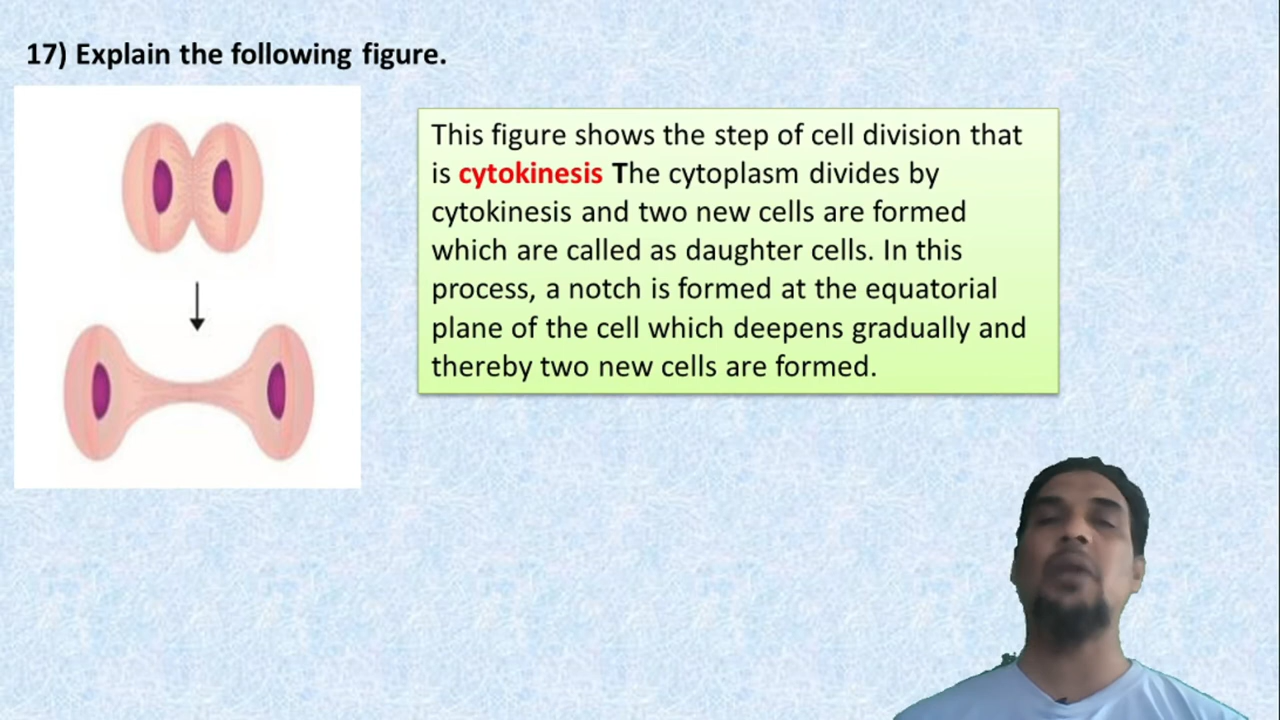 17) Explain the following figure.
This figure shows the step of cell division that
is cytokinesis The cytoplasm divides by
cytokinesis and two new cells are formed
which are called as daughter cells. In this
process, a notch is formed at the equatorial
plane of the cell which deepens gradually and
thereby two new cells are formed.